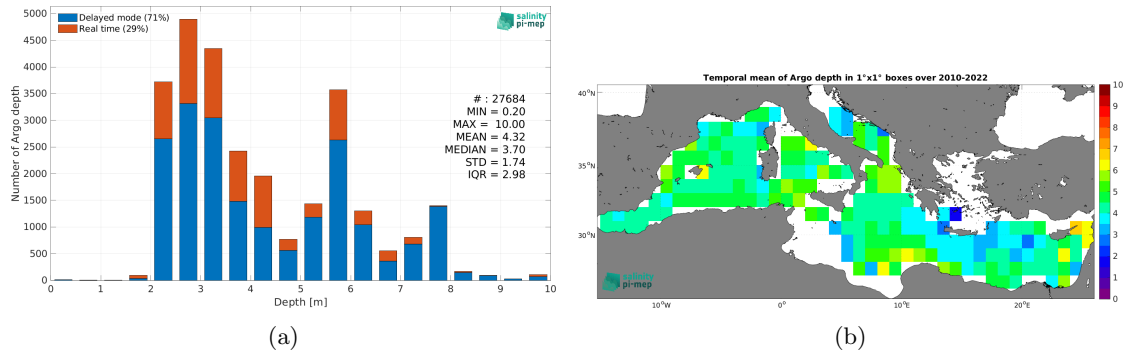 Delayed mode (71%)
Real time (29%)
salinity
pi-mep
# : 27684
MIN = 0.20
MAX = 10.00
MEAN = 4.32
MEDIAN = 3.70
STD = 1.74
IQR = 2.98
Number of Argo depth
5000
4500
4000
3500
3000
2500
2000
1500
1000
500
0
0 1 2 3 4 5 6 7 8 9 10
Depth [m]
(a)
Temporal mean of Argo depth in 1°x1° boxes over 2010-2022
40°N
35°N
30°N
10°W 0° 10°E 20°E
10
9
8
7
6
5
4
3
2
1
0
salinity
pi-mep
(b)